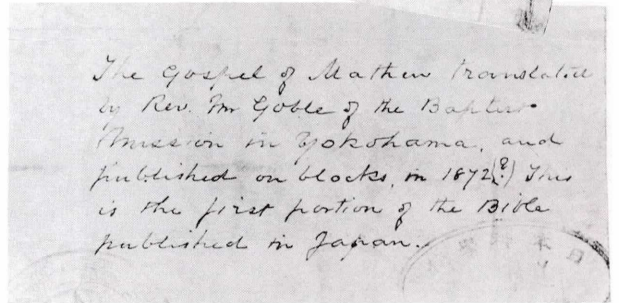 The Gospel of Mathew translated
by Rev. Mr Goble of the Baptist
Mission in Yokohama, and
published on blocks, in 1872(?) This
is the first portion of the Bible
published in Japan.